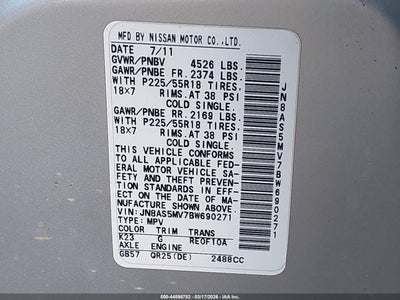 MFD BY NISSAN MOTOR CO.,LTD.
DATE 7/11
GVWR/PNBV 4526 LBS.
GAWR/PNBE FR. 2374 LBS.
WITH P225/55R18 TIRES
18x7 RIMS.AT 38 PSI
COLD SINGLE.
GAWR/PNBE RR. 2169 LBS.
WITH P225/55R18 TIRES
18x7 RIMS.AT 38 PSI
COLD SINGLE.
THIS VEHICLE CONFORMS
TO ALL APPLICABLE FED-
ERAL MOTOR VEHICLE SA-
FETY AND THEFT PREVEN-
TION STANDARDS IN EFF-
ECT ON THE DATE OF MA-
NUFACTURE SHOWN ABOVE
VIN:JN8AS5MV7BW690271
TYPE:MPV
COLOR TRIM TRANS
K23 G RE0F10A
AXLE ENGINE
GB57 QR25(DE) 2488CC
JN8AS5MV7BW690271
000-44698782 - 03/17/2026 - IAAI.COM